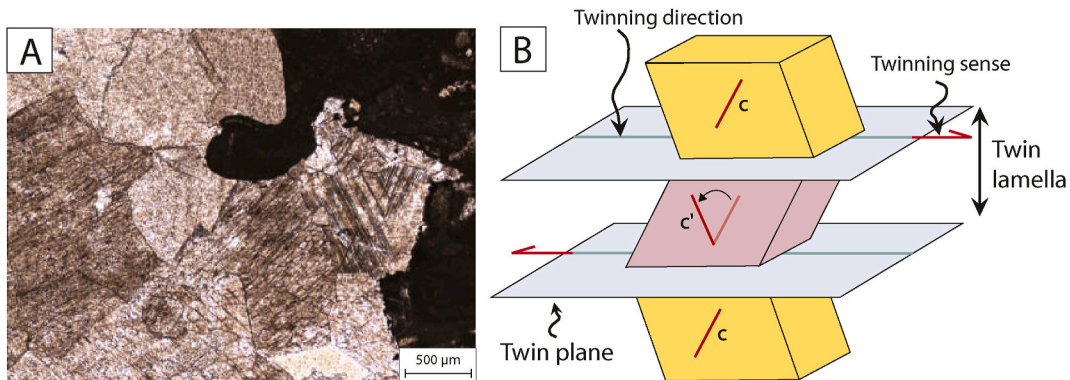 A
500 µm
B
Twinning direction
Twinning sense
c
Twin
lamella
c'
Twin plane
c